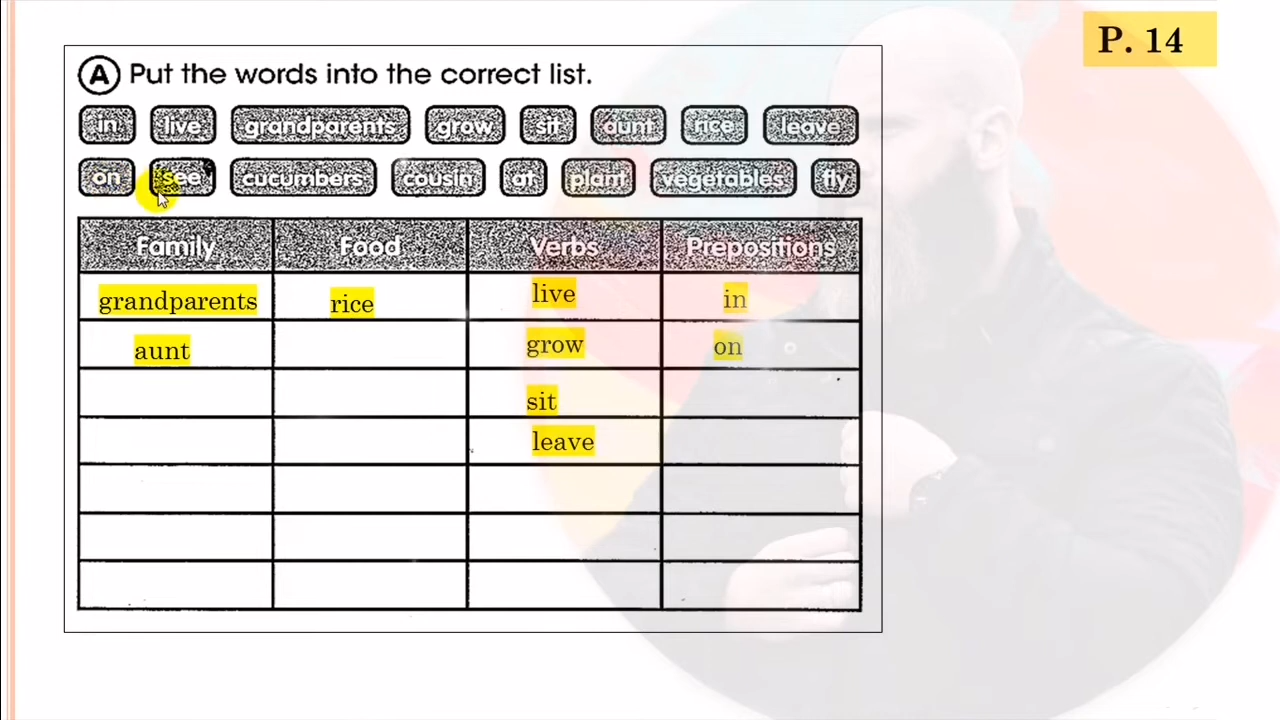 P. 14
A Put the words into the correct list.
in live grandparents grow sit aunt rice leave
on see cucumbers cousin at plant vegetables fly
Family Food Verbs Prepositions
grandparents rice live in
aunt grow on
sit
leave